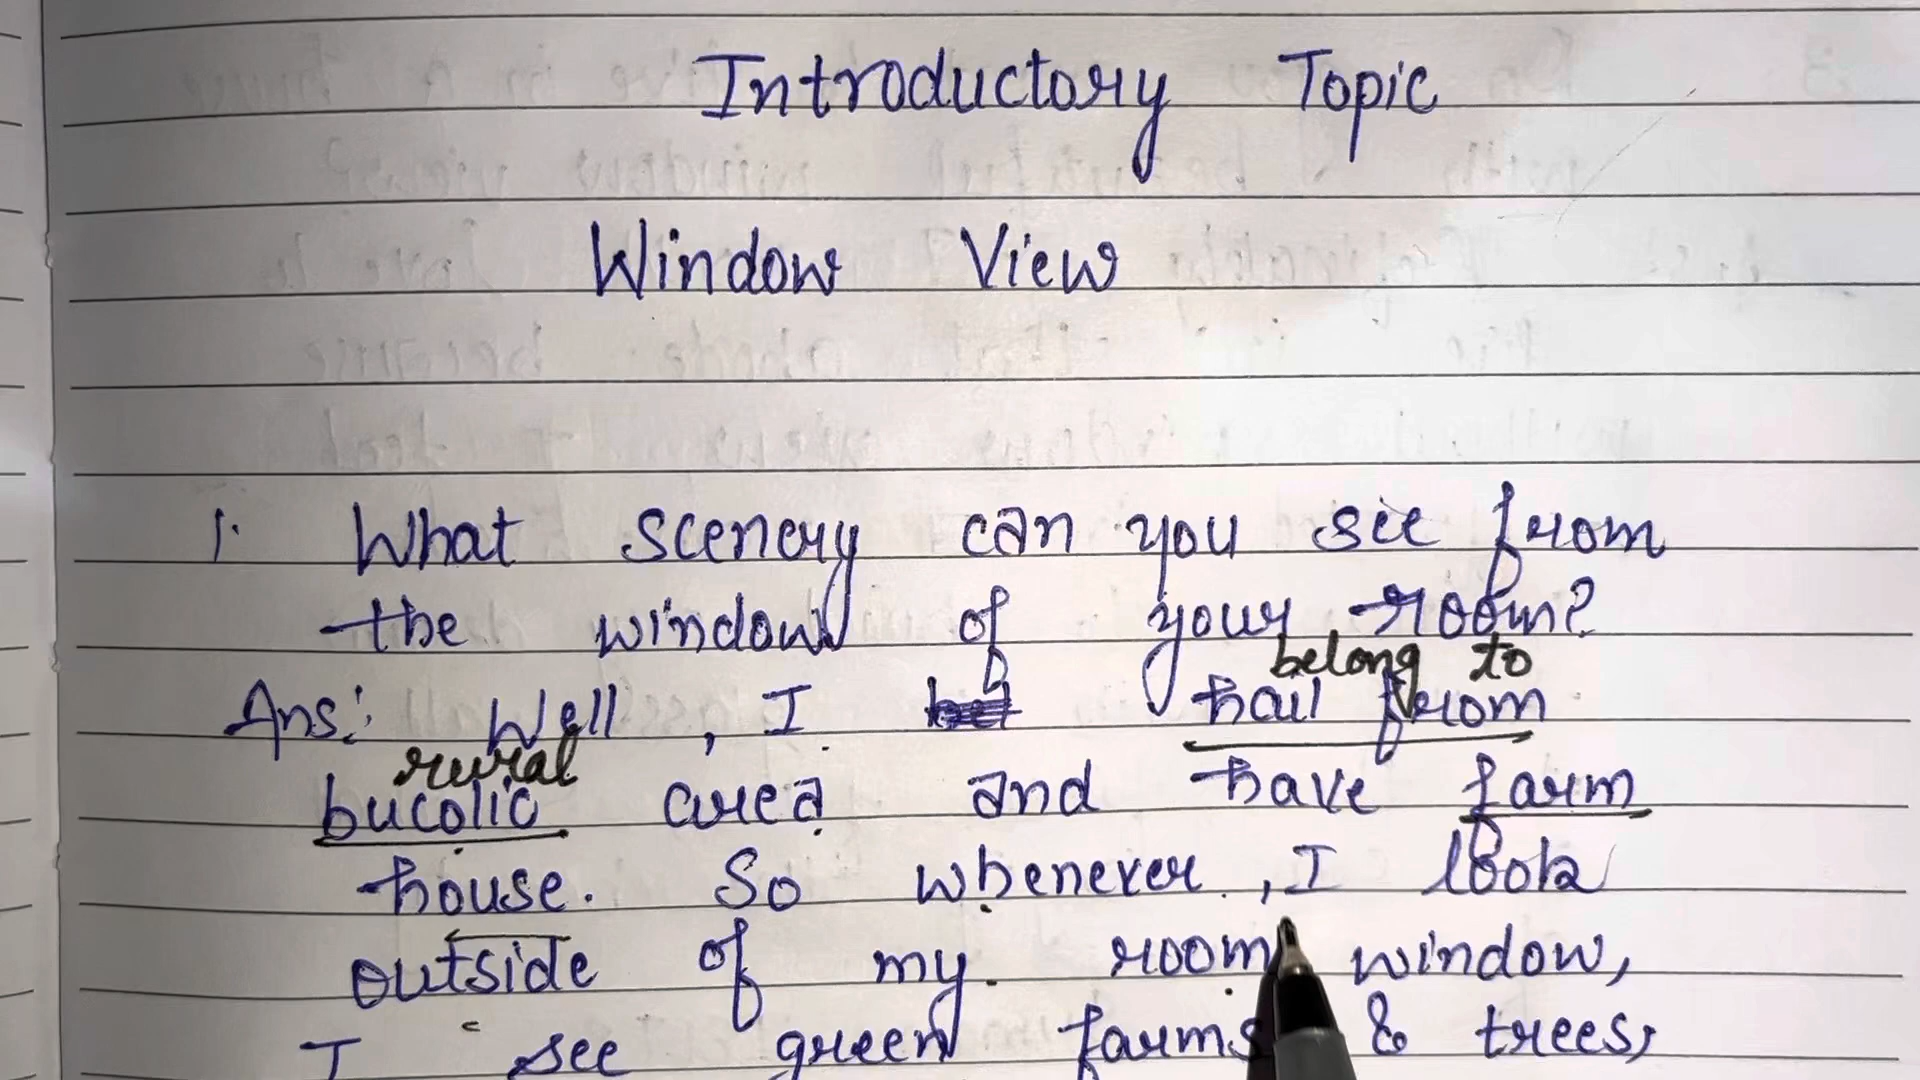 Introductory Topic
Window View
1. What scenery can you see from
the window of your room?
belong to
Ans: Well, I hail from
rural
bucolic area and have farm
house. So whenever, I look
outside of my room window,
I see green farms & trees,